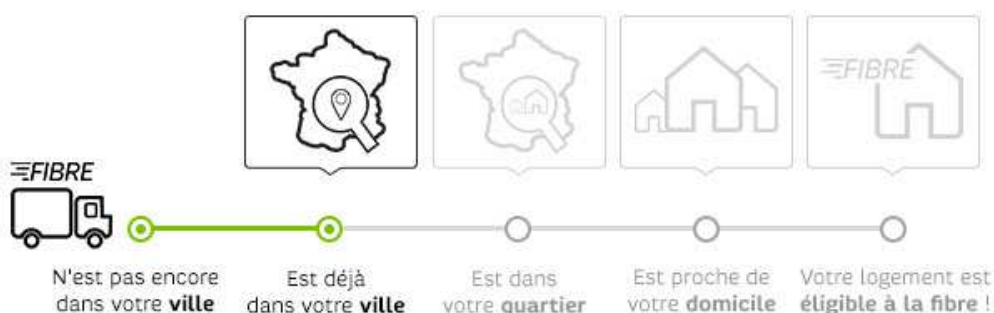 FIBRE
FIBRE
N'est pas encore
dans votre ville
Est déjà
dans votre ville
Est dans
votre quartier
Est proche de
votre domicile
Votre logement est
éligible à la fibre !